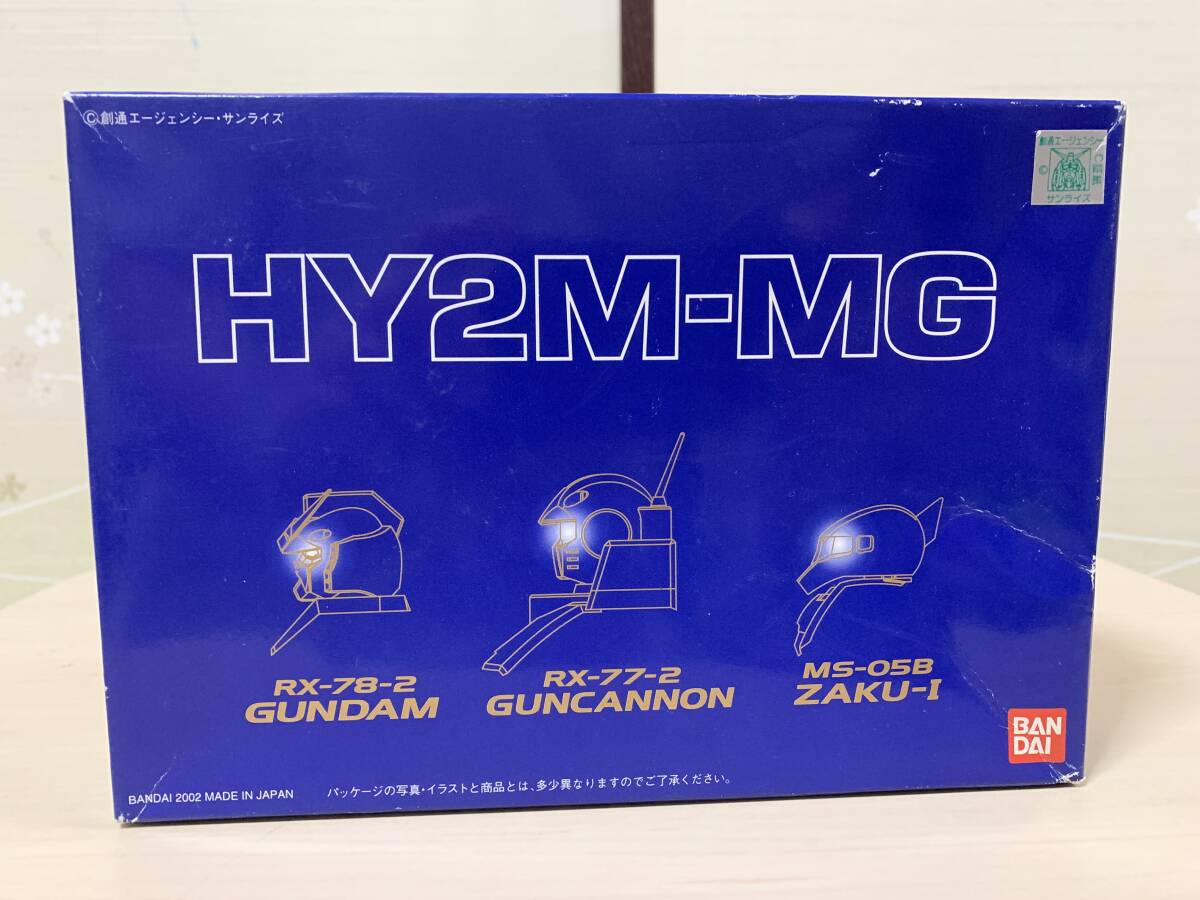 ©創通エージェンシー・サンライズ
創通エージェンシー
©
サンライズ
HY2M-MG
RX-78-2
GUNDAM
RX-77-2
GUNCANNON
MS-05B
ZAKU-I
BAN
DAI
BANDAI 2002 MADE IN JAPAN
パッケージの写真・イラストと商品とは、多少異なりますのでご了承ください。